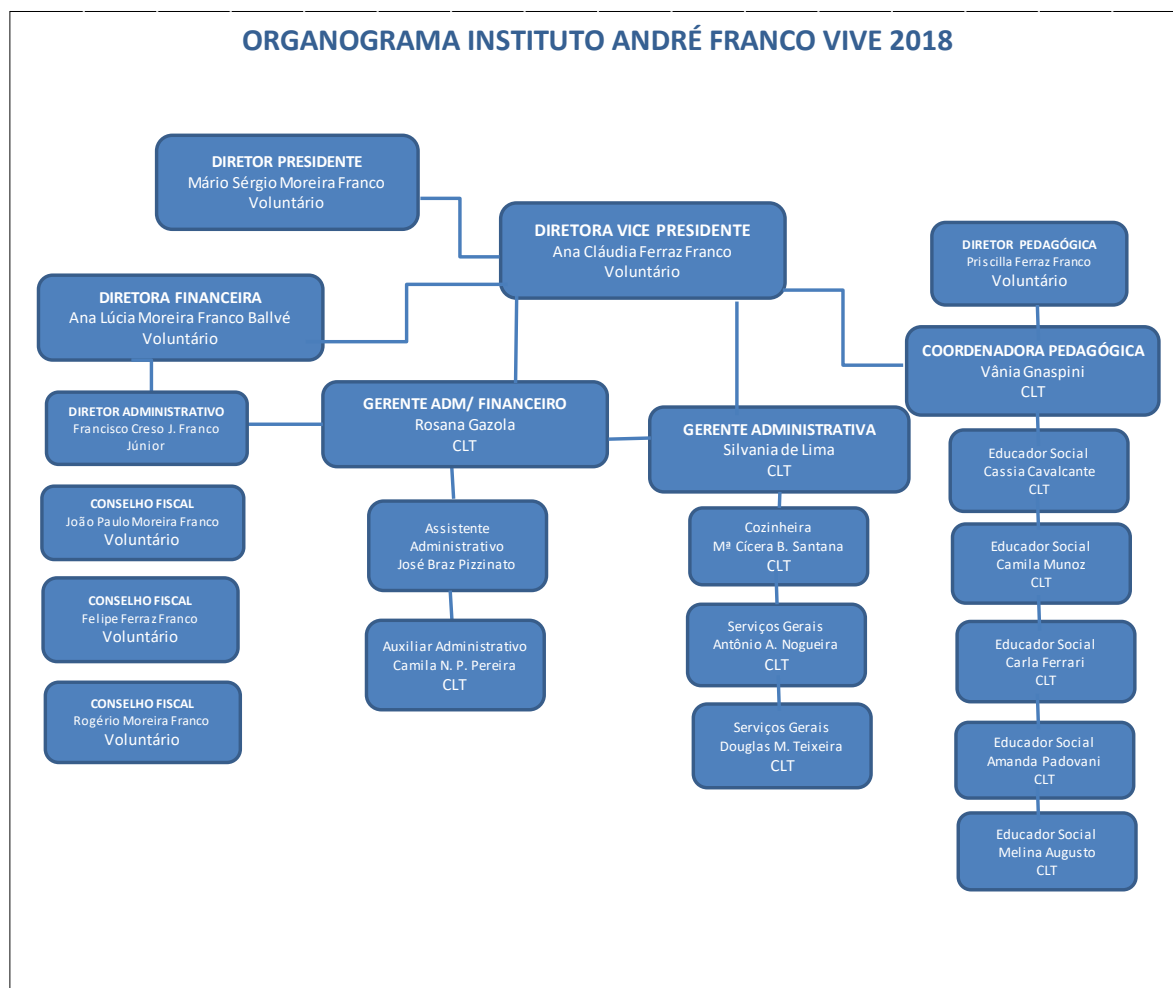 ORGANOGRAMA INSTITUTO ANDRÉ FRANCO VIVE 2018
DIRETOR PRESIDENTE
Mário Sérgio Moreira Franco
Voluntário
DIRETORA VICE PRESIDENTE
Ana Cláudia Ferraz Franco
Voluntário
DIRETOR PEDAGÓGICA
Priscilla Ferraz Franco
Voluntário
DIRETORA FINANCEIRA
Ana Lúcia Moreira Franco Ballvé
Voluntário
COORDENADORA PEDAGÓGICA
Vânia Gnaspini
CLT
DIRETOR ADMINISTRATIVO
Francisco Creso J. Franco
Júnior
GERENTE ADM/ FINANCEIRO
Rosana Gazola
CLT
GERENTE ADMINISTRATIVA
Silvania de Lima
CLT
Educador Social
Cassia Cavalcante
CLT
CONSELHO FISCAL
João Paulo Moreira Franco
Voluntário
Assistente
Administrativo
José Braz Pizzinato
Cozinheira
Mª Cícera B. Santana
CLT
Educador Social
Camila Munoz
CLT
CONSELHO FISCAL
Felipe Ferraz Franco
Voluntário
Auxiliar Administrativo
Camila N. P. Pereira
CLT
Serviços Gerais
Antônio A. Nogueira
CLT
Educador Social
Carla Ferrari
CLT
CONSELHO FISCAL
Rogério Moreira Franco
Voluntário
Serviços Gerais
Douglas M. Teixeira
CLT
Educador Social
Amanda Padovani
CLT
Educador Social
Melina Augusto
CLT